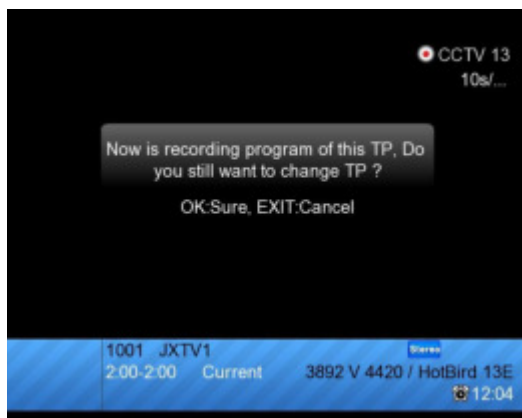 CCTV 13
10s/...
Now is recording program of this TP, Do
you still want to change TP ?
OK:Sure, EXIT:Cancel
1001 JXTV1
Stereo
2:00-2:00 Current 3892 V 4420 / HotBird 13E
12:04